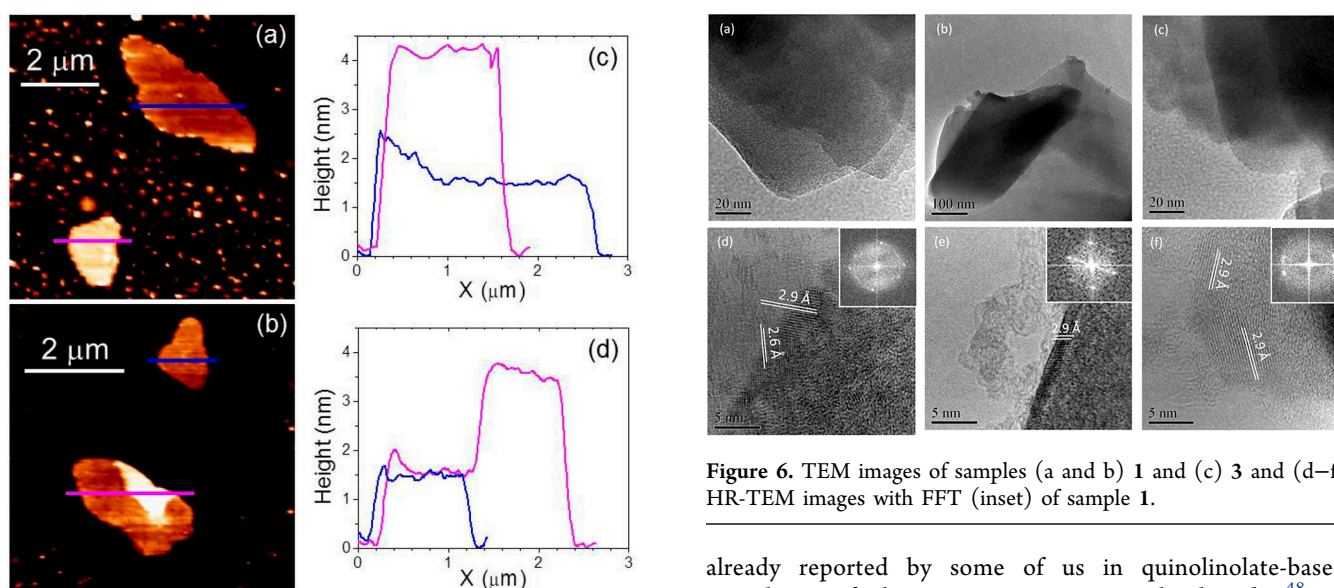 (a)
2 μm
(b)
2 μm
(c)
Height (nm)
4
3
2
1
0
0
1
2
3
X (μm)
(d)
Height (nm)
4
3
2
1
0
0
1
2
3
X (μm)
(a)
20 nm
(b)
100 nm
(c)
20 nm
(d)
2.9 Å
2.6 Å
5 nm
(e)
2.9 Å
5 nm
(f)
2.9 Å
2.9 Å
5 nm
Figure 6. TEM images of samples (a and b) 1 and (c) 3 and (d–f
HR-TEM images with FFT (inset) of sample 1.
already reported by some of us in quinolinolate-base
48